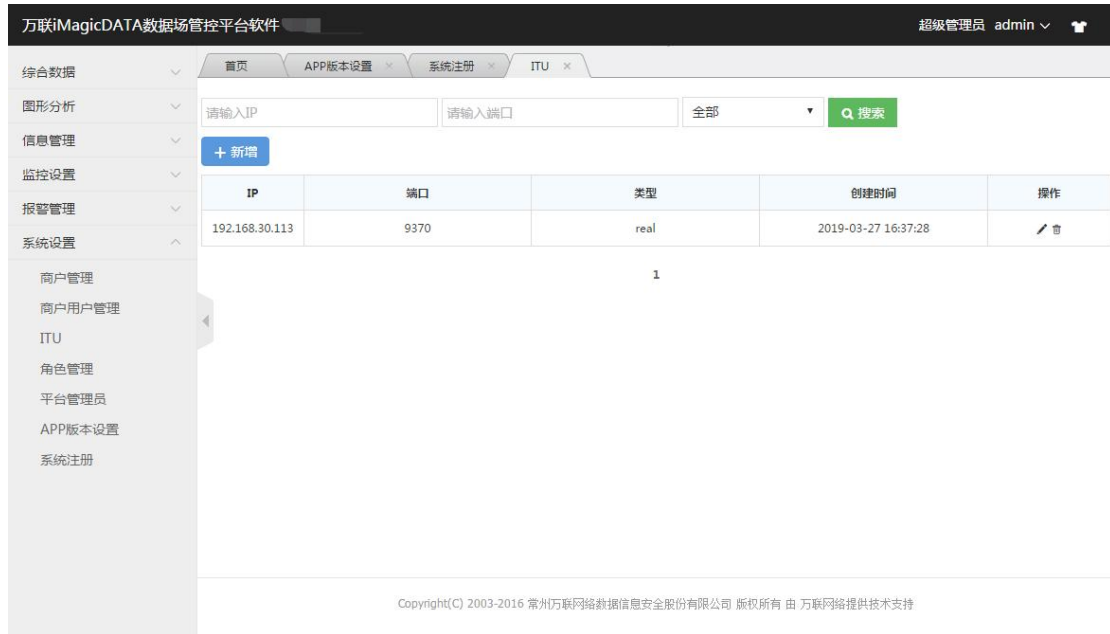 万联iMagicDATA数据场管控平台软件
超级管理员 admin
综合数据
图形分析
信息管理
监控设置
报警管理
系统设置
商户管理
商户用户管理
ITU
角色管理
平台管理员
APP版本设置
系统注册
首页 APP版本设置 × 系统注册 × ITU ×
请输入IP 请输入端口 全部 搜索
+ 新增
IP 端口 类型 创建时间 操作
192.168.30.113 9370 real 2019-03-27 16:37:28
1
Copyright(C) 2003-2016 常州万联网络数据信息安全股份有限公司 版权所有 由 万联网络提供技术支持